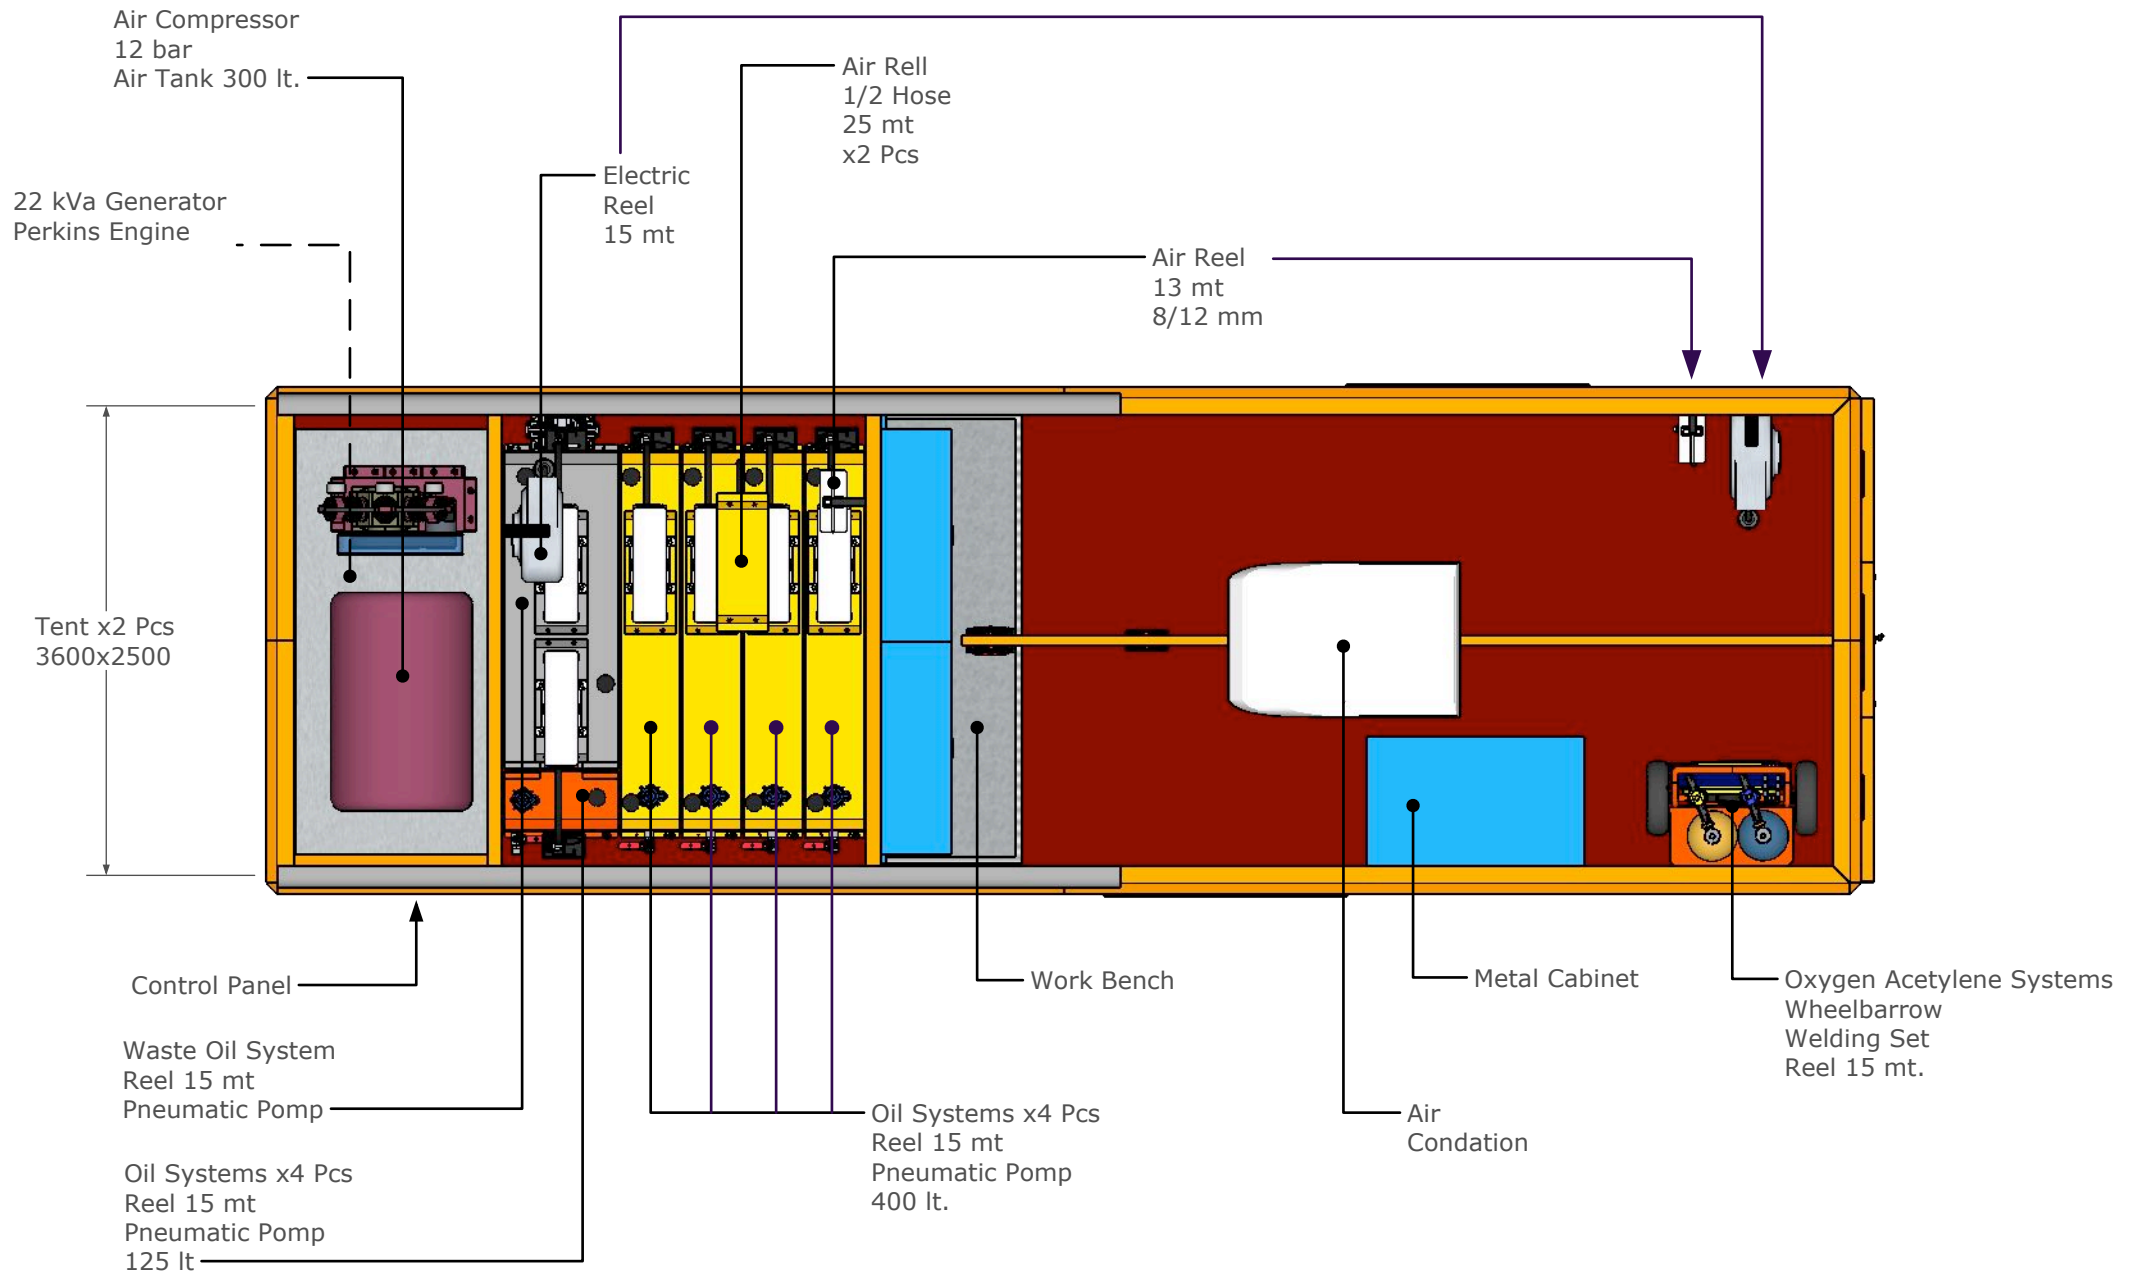 Air Compressor
12 bar
Air Tank 300 lt.
Air Rell
1/2 Hose
25 mt
x2 Pcs
Electric
Reel
15 mt
22 kVa Generator
Perkins Engine
Air Reel
13 mt
8/12 mm
Tent x2 Pcs
3600x2500
Control Panel
Work Bench
Metal Cabinet
Oxygen Acetylene Systems
Wheelbarrow
Welding Set
Reel 15 mt.
Waste Oil System
Reel 15 mt
Pneumatic Pomp
Oil Systems x4 Pcs
Reel 15 mt
Pneumatic Pomp
400 lt.
Air
Condation
Oil Systems x4 Pcs
Reel 15 mt
Pneumatic Pomp
125 lt